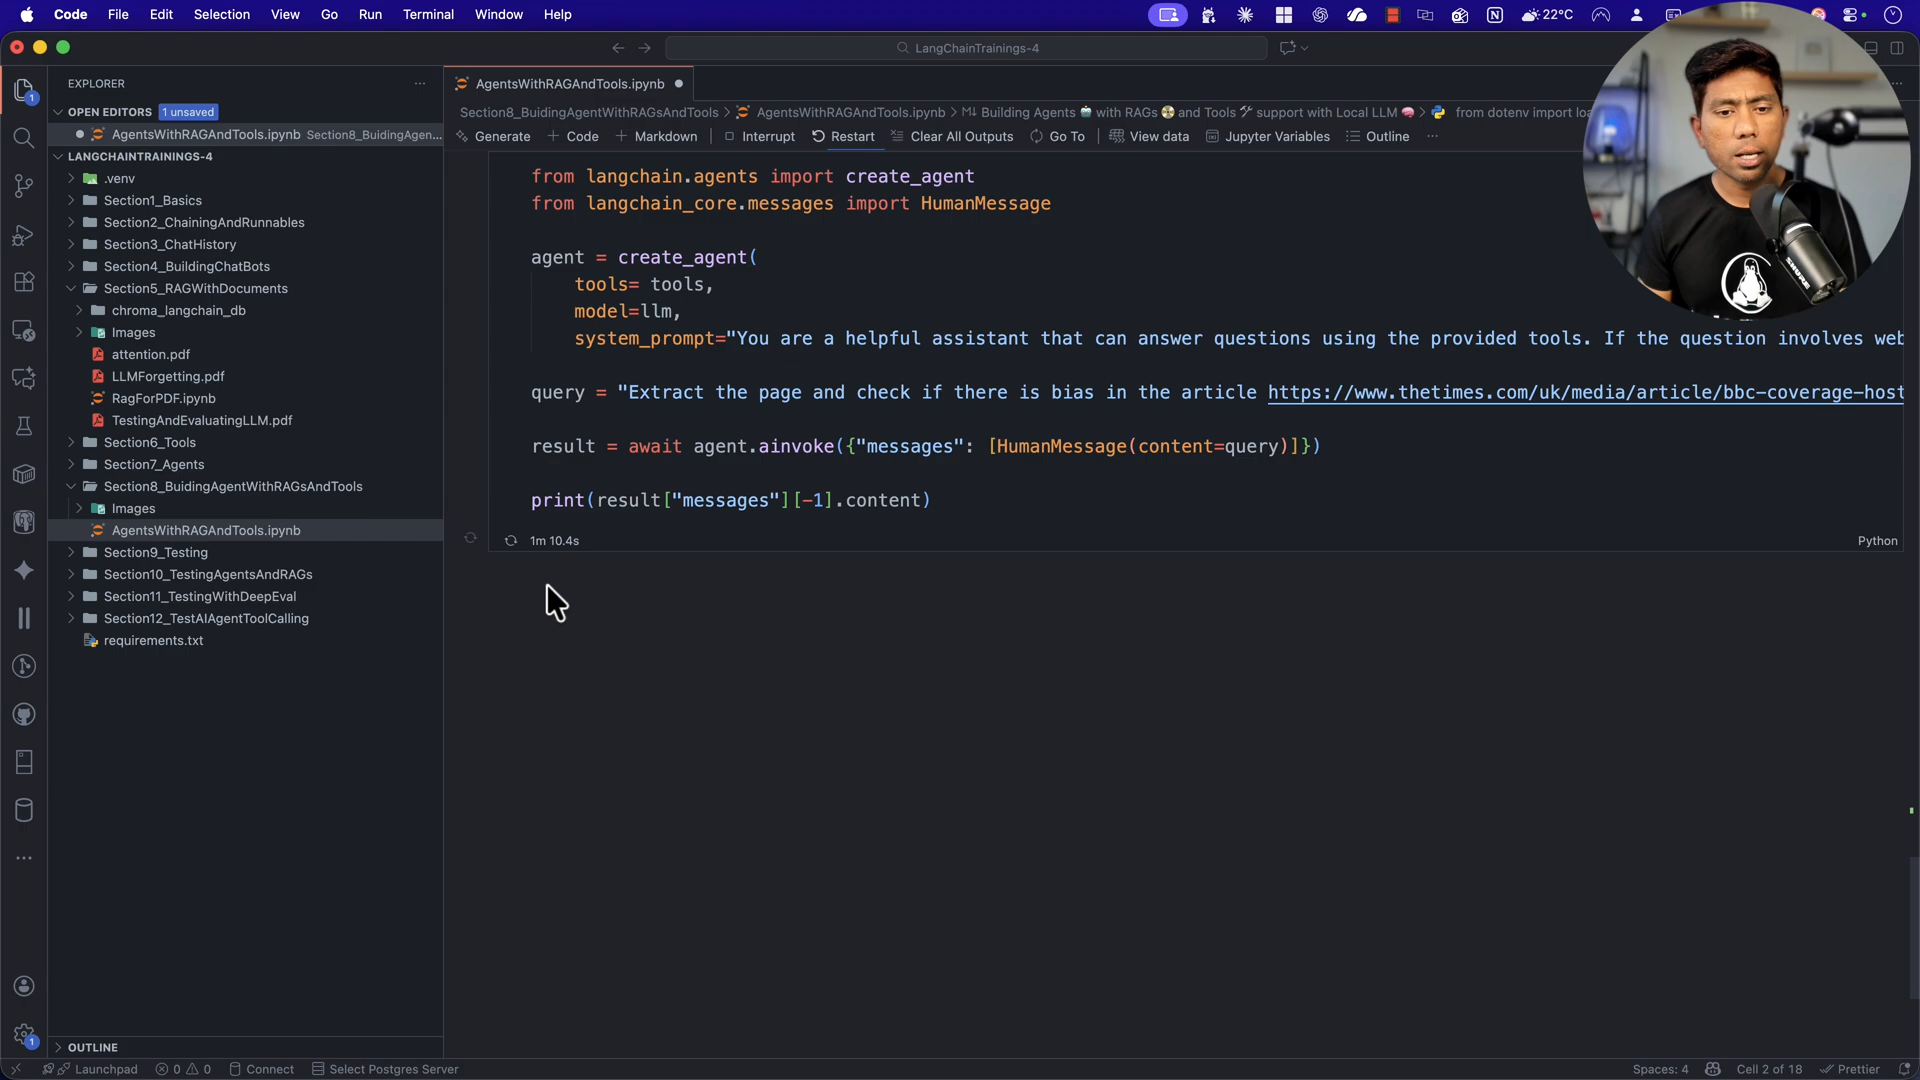 Code File Edit Selection View Go Run Terminal Window Help 22°C
LangChainTrainings-4
EXPLORER
OPEN EDITORS 1 unsaved
AgentsWithRAGAndTools.ipynb Section8_BuidingAgen...
LANGCHAINTRAININGS-4
.venv
Section1_Basics
Section2_ChainingAndRunnables
Section3_ChatHistory
Section4_BuildingChatBots
Section5_RAGWithDocuments
chroma_langchain_db
Images
attention.pdf
LLMForgetting.pdf
RagForPDF.ipynb
TestingAndEvaluatingLLM.pdf
Section6_Tools
Section7_Agents
Section8_BuidingAgentWithRAGsAndTools
Images
AgentsWithRAGAndTools.ipynb
Section9_Testing
Section10_TestingAgentsAndRAGs
Section11_TestingWithDeepEval
Section12_TestAIAgentToolCalling
requirements.txt
OUTLINE
AgentsWithRAGAndTools.ipynb
Section8_BuidingAgentWithRAGsAndTools > AgentsWithRAGAndTools.ipynb > M↓ Building Agents with RAGs and Tools support with Local LLM > from dotenv import loa
Generate + Code + Markdown Interrupt Restart Clear All Outputs Go To View data Jupyter Variables Outline ...
from langchain.agents import create_agent
from langchain_core.messages import HumanMessage
agent = create_agent(
tools= tools,
model=llm,
system_prompt="You are a helpful assistant that can answer questions using the provided tools. If the question involves web
query = "Extract the page and check if there is bias in the article https://www.thetimes.com/uk/media/article/bbc-coverage-host
result = await agent.ainvoke({"messages": [HumanMessage(content=query)]})
print(result["messages"][-1].content)
1m 10.4s
Python
SHURE
Launchpad 0 0 Connect Select Postgres Server
Spaces: 4 Cell 2 of 18 Prettier